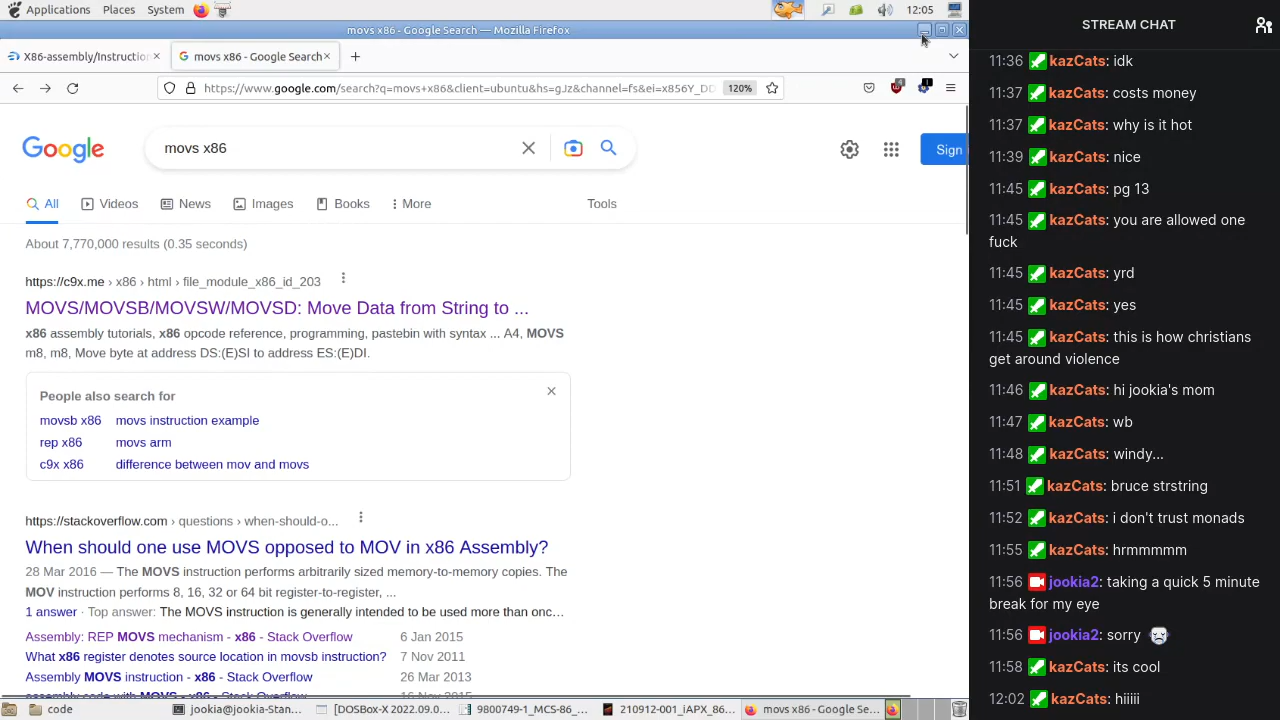 Applications Places System 12:05
movs x86 - Google Search — Mozilla Firefox
X86-assembly/Instruction
movs x86 - Google Search
https://www.google.com/search?q=movs+x86&client=ubuntu&hs=gJz&channel=fs&ei=x856Y_DD 120%
Google
movs x86
Sign
All Videos News Images Books More Tools
About 7,770,000 results (0.35 seconds)
https://c9x.me › x86 › html › file_module_x86_id_203
MOVS/MOVSB/MOVSW/MOVSD: Move Data from String to ...
x86 assembly tutorials, x86 opcode reference, programming, pastebin with syntax ... A4, MOVS
m8, m8, Move byte at address DS:(E)SI to address ES:(E)DI.
People also search for
movsb x86 movs instruction example
rep x86 movs arm
c9x x86 difference between mov and movs
https://stackoverflow.com › questions › when-should-o...
When should one use MOVS opposed to MOV in x86 Assembly?
28 Mar 2016 — The MOVS instruction performs arbitrarily sized memory-to-memory copies. The
MOV instruction performs 8, 16, 32 or 64 bit register-to-register, ...
1 answer · Top answer: The MOVS instruction is generally intended to be used more than onc…
Assembly: REP MOVS mechanism - x86 - Stack Overflow 6 Jan 2015
What x86 register denotes source location in movsb instruction? 7 Nov 2011
Assembly MOVS instruction - x86 - Stack Overflow 26 Mar 2013
assembly code with MOVS - x86 - Stack Overflow 16 Nov 2015
code
jookia@jookia-stan...
[DOSBOX-2022.09.0...
9800749-1_MCS-86_...
210912-001_iAPX_86...
movs x86 - Google Se...
STREAM CHAT
11:36 kazCats: idk
11:37 kazCats: costs money
11:37 kazCats: why is it hot
11:39 kazCats: nice
11:45 kazCats: pg 13
11:45 kazCats: you are allowed one
fuck
11:45 kazCats: yrd
11:45 kazCats: yes
11:45 kazCats: this is how christians
get around violence
11:46 kazCats: hi jookia's mom
11:47 kazCats: wb
11:48 kazCats: windy...
11:51 kazCats: bruce strstring
11:52 kazCats: i don't trust monads
11:55 kazCats: hrmmmmm
11:56 jookia2: taking a quick 5 minute
break for my eye
11:56 jookia2: sorry
11:58 kazCats: its cool
12:02 kazCats: hiiiii